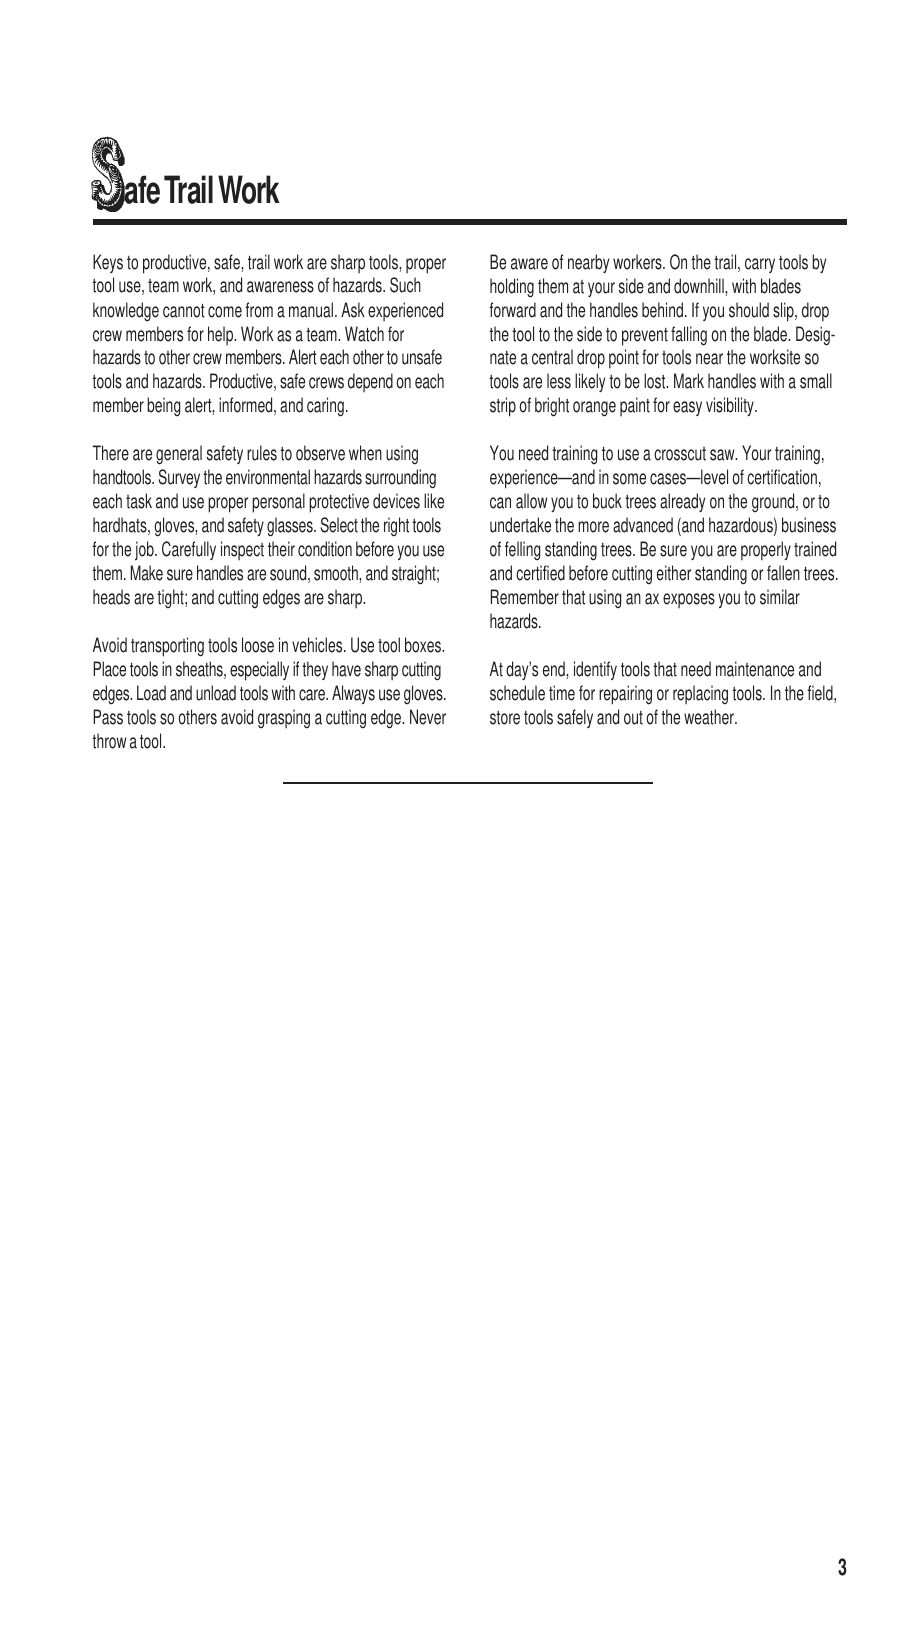 Safe Trail Work
Keys to productive, safe, trail work are sharp tools, proper
tool use, team work, and awareness of hazards. Such
knowledge cannot come from a manual. Ask experienced
crew members for help. Work as a team. Watch for
hazards to other crew members. Alert each other to unsafe
tools and hazards. Productive, safe crews depend on each
member being alert, informed, and caring.
There are general safety rules to observe when using
handtools. Survey the environmental hazards surrounding
each task and use proper personal protective devices like
hardhats, gloves, and safety glasses. Select the right tools
for the job. Carefully inspect their condition before you use
them. Make sure handles are sound, smooth, and straight;
heads are tight; and cutting edges are sharp.
Avoid transporting tools loose in vehicles. Use tool boxes.
Place tools in sheaths, especially if they have sharp cutting
edges. Load and unload tools with care. Always use gloves.
Pass tools so others avoid grasping a cutting edge. Never
throw a tool.
Be aware of nearby workers. On the trail, carry tools by
holding them at your side and downhill, with blades
forward and the handles behind. If you should slip, drop
the tool to the side to prevent falling on the blade. Desig-
nate a central drop point for tools near the worksite so
tools are less likely to be lost. Mark handles with a small
strip of bright orange paint for easy visibility.
You need training to use a crosscut saw. Your training,
experience—and in some cases—level of certification,
can allow you to buck trees already on the ground, or to
undertake the more advanced (and hazardous) business
of felling standing trees. Be sure you are properly trained
and certified before cutting either standing or fallen trees.
Remember that using an ax exposes you to similar
hazards.
At day’s end, identify tools that need maintenance and
schedule time for repairing or replacing tools. In the field,
store tools safely and out of the weather.
3